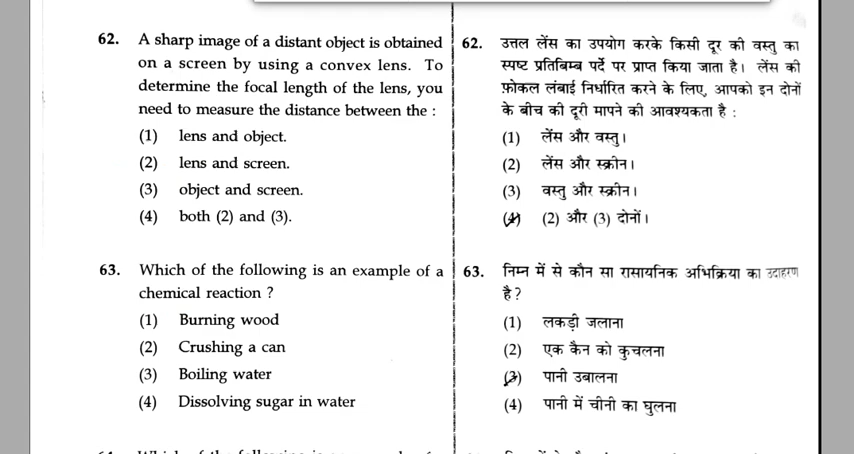 62. A sharp image of a distant object is obtained
on a screen by using a convex lens. To
determine the focal length of the lens, you
need to measure the distance between the :
(1) lens and object.
(2) lens and screen.
(3) object and screen.
(4) both (2) and (3).
63. Which of the following is an example of a
chemical reaction ?
(1) Burning wood
(2) Crushing a can
(3) Boiling water
(4) Dissolving sugar in water
62. उत्तल लेंस का उपयोग करके किसी दूर की वस्तु का
स्पष्ट प्रतिबिम्ब पर्दे पर प्राप्त किया जाता है। लेंस की
फ़ोकल लंबाई निर्धारित करने के लिए, आपको इन दोनों
के बीच की दूरी मापने की आवश्यकता है :
(1) लेंस और वस्तु।
(2) लेंस और स्क्रीन।
(3) वस्तु और स्क्रीन।
(4) (2) और (3) दोनों।
63. निम्न में से कौन सा रासायनिक अभिक्रिया का उदाहरण
है?
(1) लकड़ी जलाना
(2) एक कैन को कुचलना
(3) पानी उबालना
(4) पानी में चीनी का घुलना